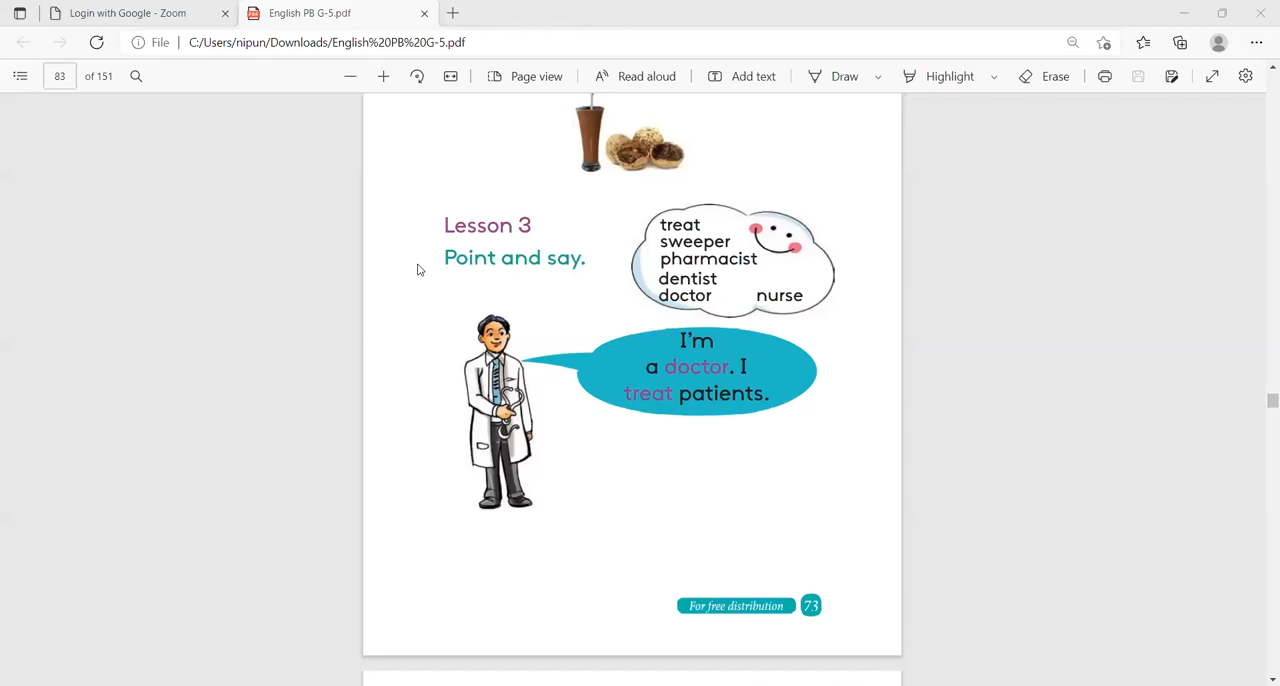 Login with Google - Zoom
English PB G-5.pdf
File
C:/Users/nipun/Downloads/English%20PB%20G-5.pdf
83 of 151
Page view
Read aloud
Add text
Draw
Highlight
Erase
Lesson 3
Point and say.
treat
sweeper
pharmacist
dentist
doctor nurse
I'm
a doctor. I
treat patients.
For free distribution 73